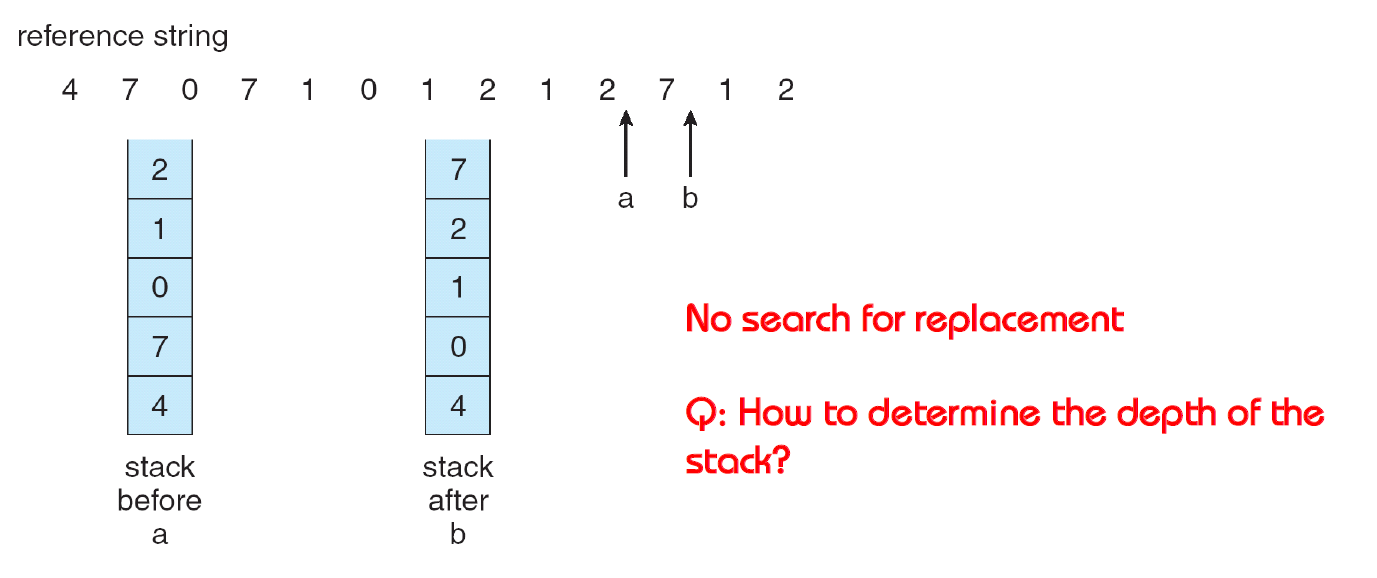 reference string
4 7 0 7 1 0 1 2 1 2 7 1 2
a b
2 7
1 2
0 1
7 0
4 4
stack before a
stack after b
No search for replacement
Q: How to determine the depth of the
stack?